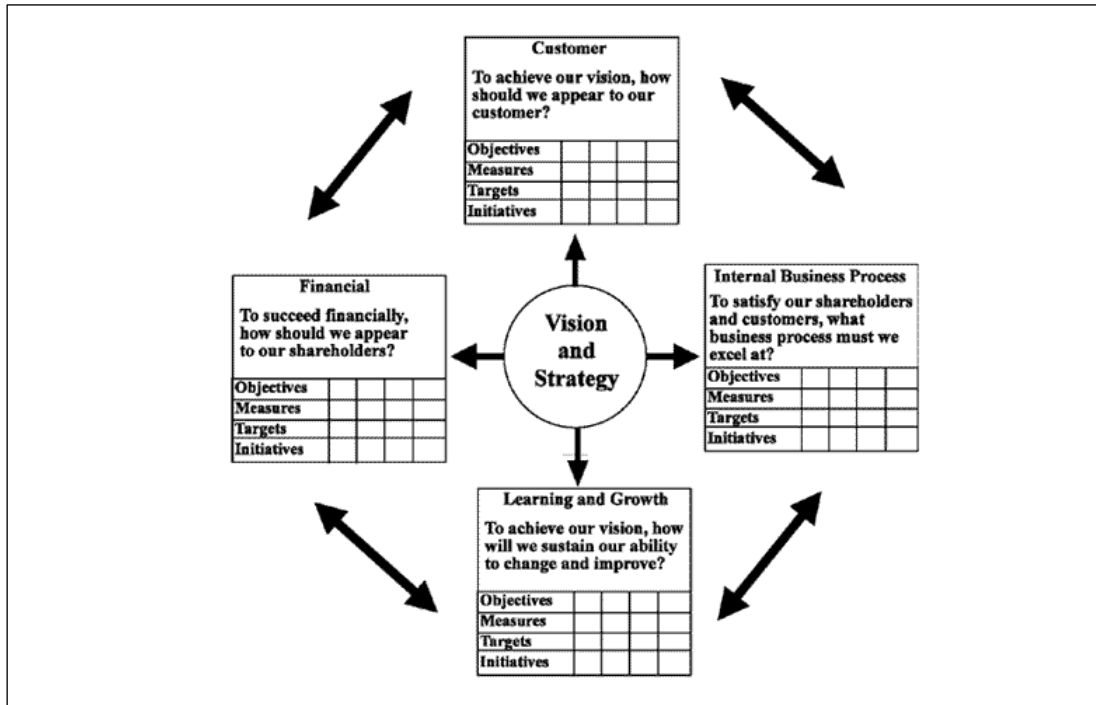 Customer
To achieve our vision, how
should we appear to our
customer?
Objectives
Measures
Targets
Initiatives
Financial
To succeed financially,
how should we appear
to our shareholders?
Objectives
Measures
Targets
Initiatives
Vision
and
Strategy
Internal Business Process
To satisfy our shareholders
and customers, what
business process must we
excel at?
Objectives
Measures
Targets
Initiatives
Learning and Growth
To achieve our vision, how
will we sustain our ability
to change and improve?
Objectives
Measures
Targets
Initiatives